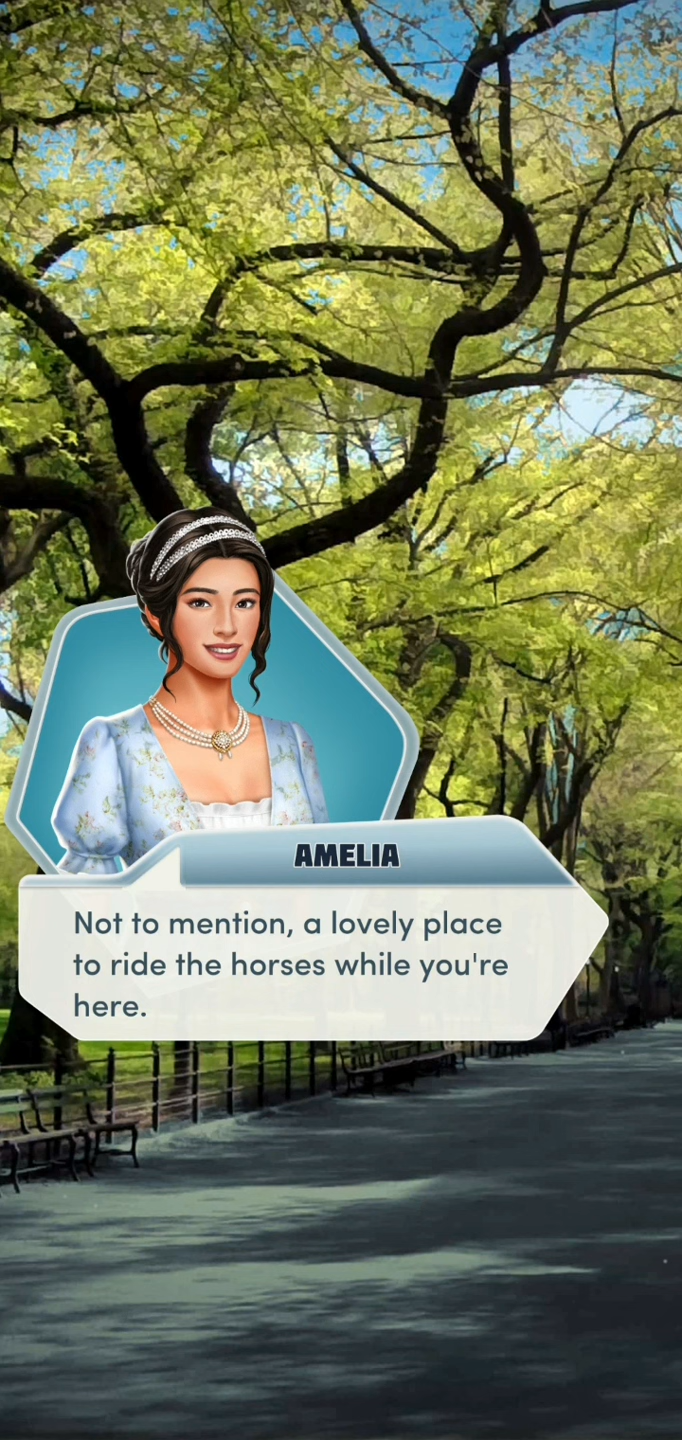 AMELIA
Not to mention, a lovely place
to ride the horses while you're
here.